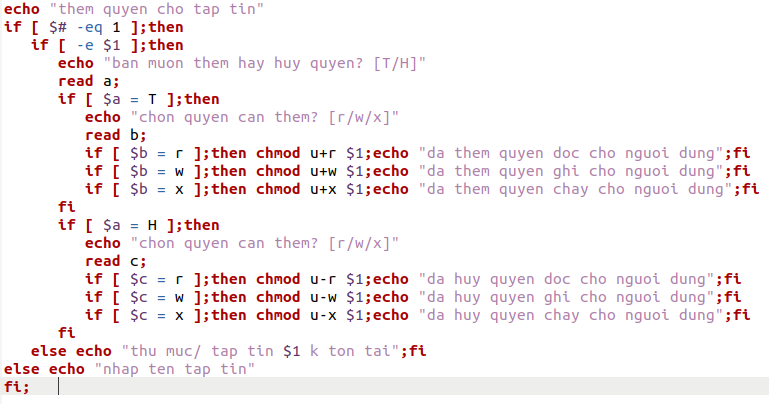 echo "them quyen cho tap tin"
if [ $# -eq 1 ];then
if [ -e $1 ];then
echo "ban muon them hay huy quyen? [T/H]"
read a;
if [ $a = T ];then
echo "chon quyen can them? [r/w/x]"
read b;
if [ $b = r ];then chmod u+r $1;echo "da them quyen doc cho nguoi dung";fi
if [ $b = w ];then chmod u+w $1;echo "da them quyen ghi cho nguoi dung";fi
if [ $b = x ];then chmod u+x $1;echo "da them quyen chay cho nguoi dung";fi
fi
if [ $a = H ];then
echo "chon quyen can them? [r/w/x]"
read c;
if [ $c = r ];then chmod u-r $1;echo "da huy quyen doc cho nguoi dung";fi
if [ $c = w ];then chmod u-w $1;echo "da huy quyen ghi cho nguoi dung";fi
if [ $c = x ];then chmod u-x $1;echo "da huy quyen chay cho nguoi dung";fi
fi
else echo "thu muc/ tap tin $1 k ton tai";fi
else echo "nhap ten tap tin"
fi;